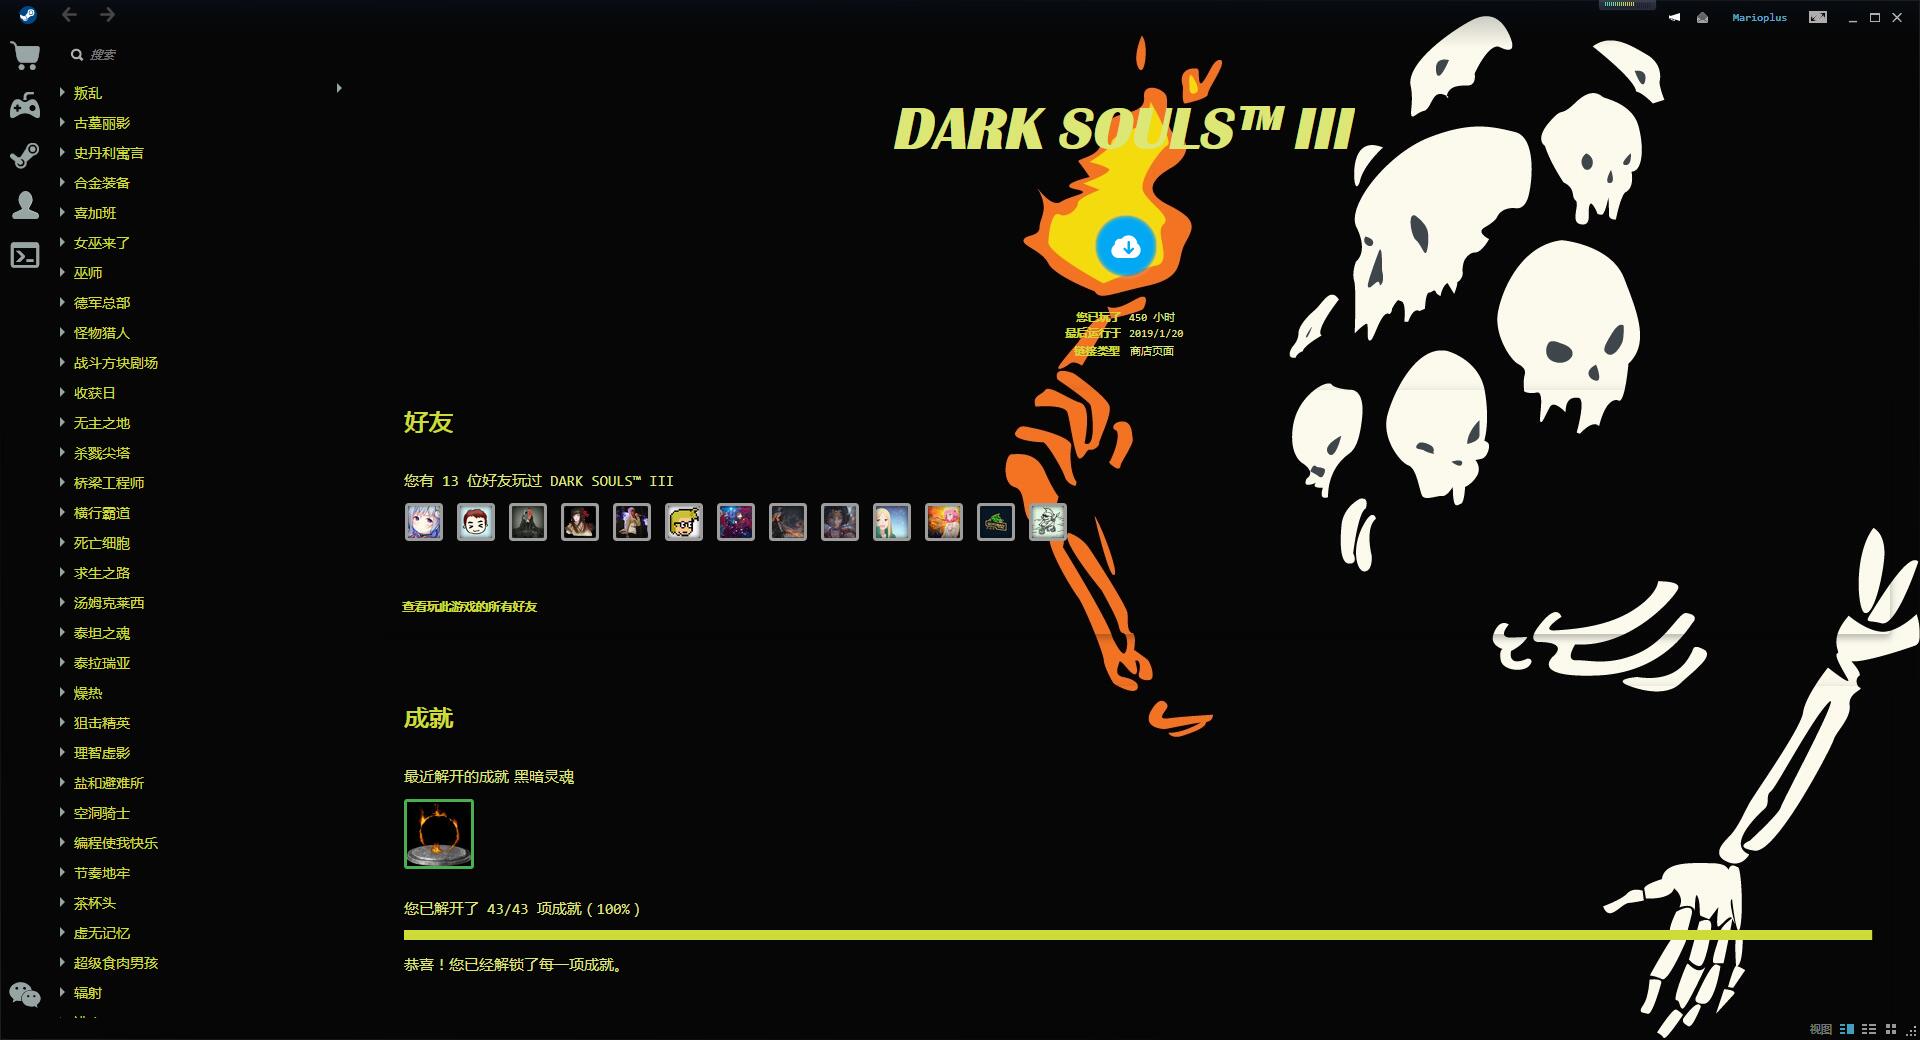 Marioplus
搜索
叛乱
古墓丽影
史丹利寓言
合金装备
喜加班
女巫来了
巫师
德军总部
怪物猎人
战斗方块剧场
收获日
无主之地
杀戮尖塔
桥梁工程师
横行霸道
死亡细胞
求生之路
汤姆克莱西
泰坦之魂
泰拉瑞亚
燥热
狙击精英
理智虚影
盐和避难所
空洞骑士
编程使我快乐
节奏地牢
茶杯头
虚无记忆
超级食肉男孩
辐射
DARK SOULS™ III
您已玩了 450 小时
最后运行于 2019/1/20
链接类型 商店页面
好友
您有 13 位好友玩过 DARK SOULS™ III
查看玩此游戏的所有好友
成就
最近解开的成就 黑暗灵魂
您已解开了 43/43 项成就 ( 100% )
恭喜！您已经解锁了每一项成就。
视图